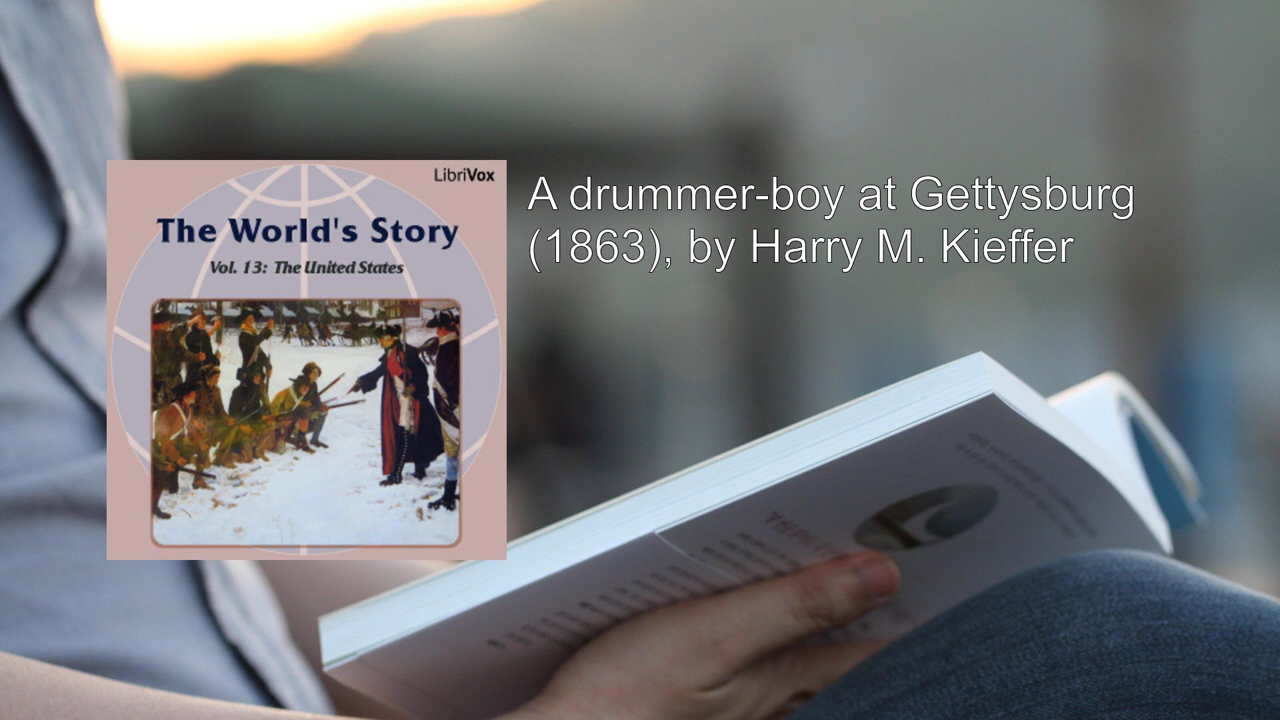 LibriVox
The World's Story
Vol. 13: The United States
A drummer-boy at Gettysburg
(1863), by Harry M. Kieffer